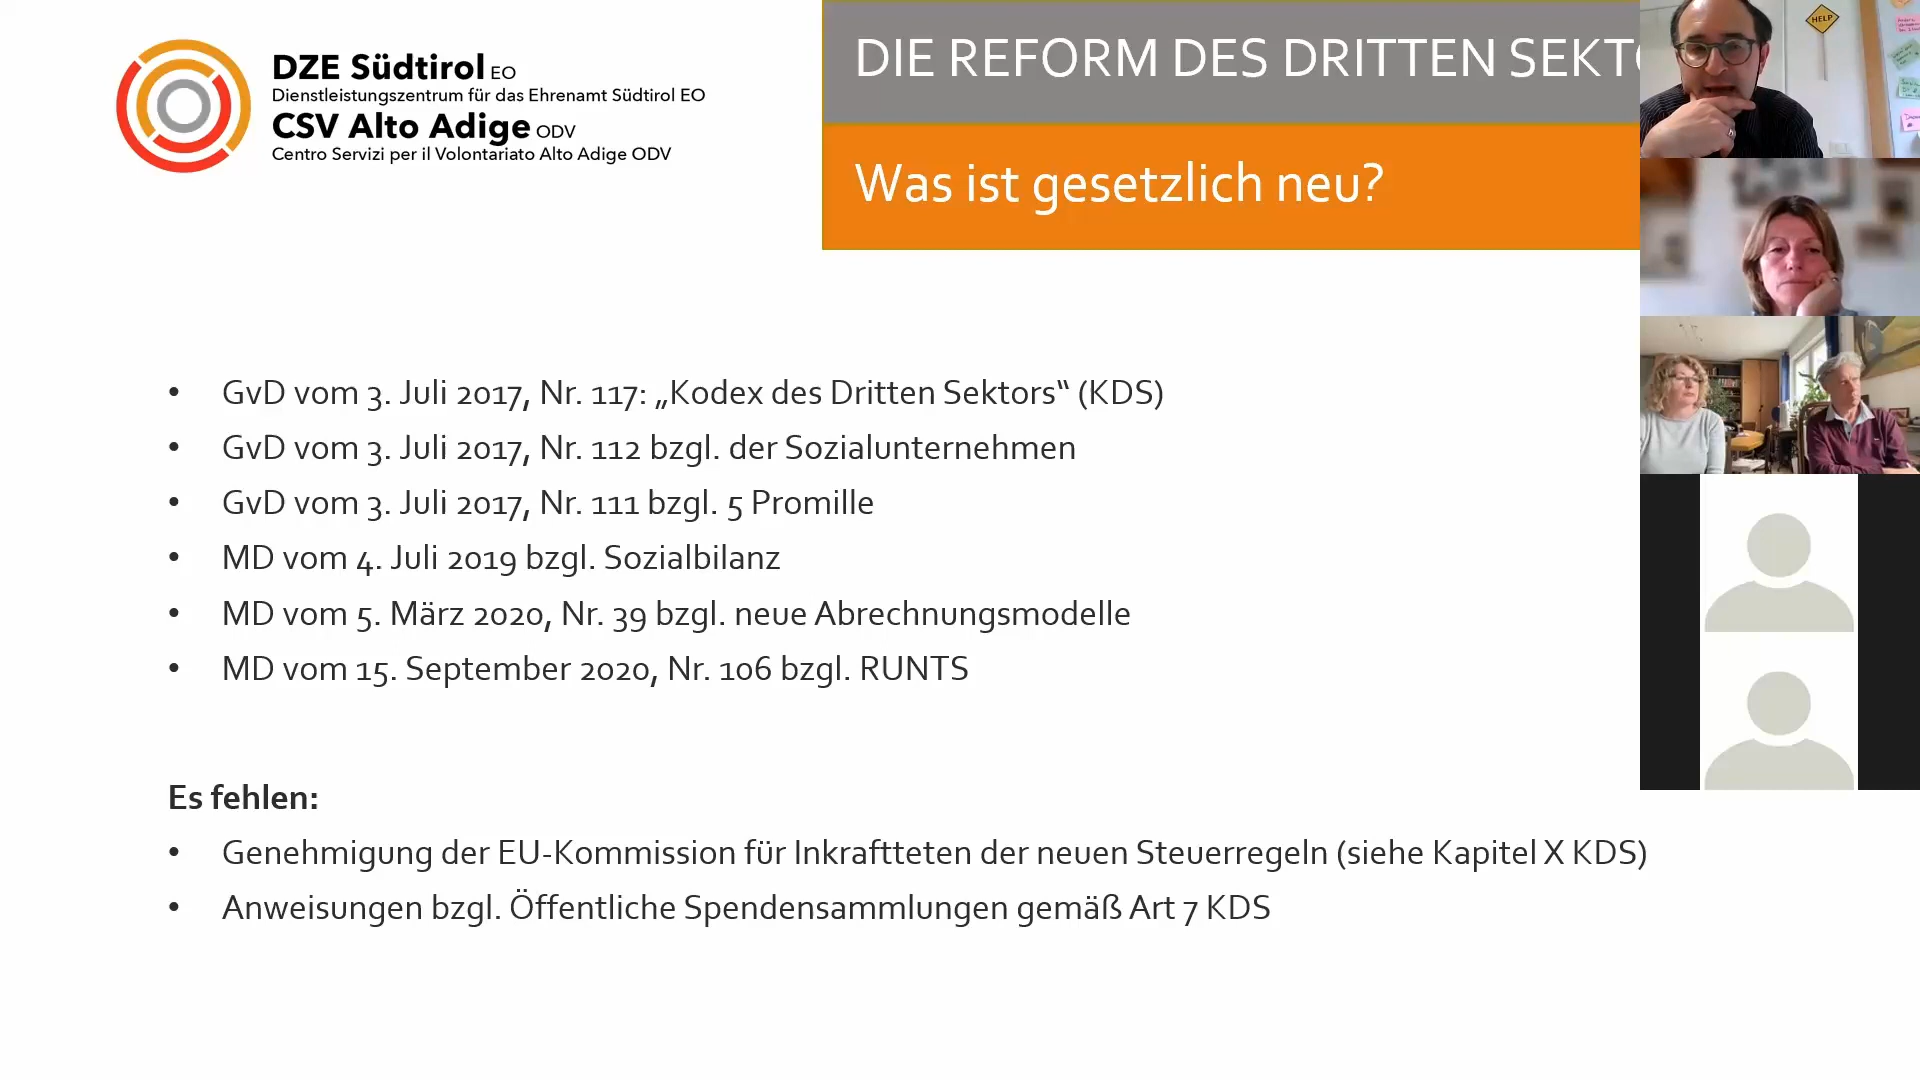 DZE Südtirol EO
Dienstleistungszentrum für das Ehrenamt Südtirol EO
CSV Alto Adige ODV
Centro Servizi per il Volontariato Alto Adige ODV
DIE REFORM DES DRITTEN SEKTO
Was ist gesetzlich neu?
HELP
• GvD vom 3. Juli 2017, Nr. 117: „Kodex des Dritten Sektors“ (KDS)
• GvD vom 3. Juli 2017, Nr. 112 bzgl. der Sozialunternehmen
• GvD vom 3. Juli 2017, Nr. 111 bzgl. 5 Promille
• MD vom 4. Juli 2019 bzgl. Sozialbilanz
• MD vom 5. März 2020, Nr. 39 bzgl. neue Abrechnungsmodelle
• MD vom 15. September 2020, Nr. 106 bzgl. RUNTS
Es fehlen:
• Genehmigung der EU-Kommission für Inkraftteten der neuen Steuerregeln (siehe Kapitel X KDS)
• Anweisungen bzgl. Öffentliche Spendensammlungen gemäß Art 7 KDS